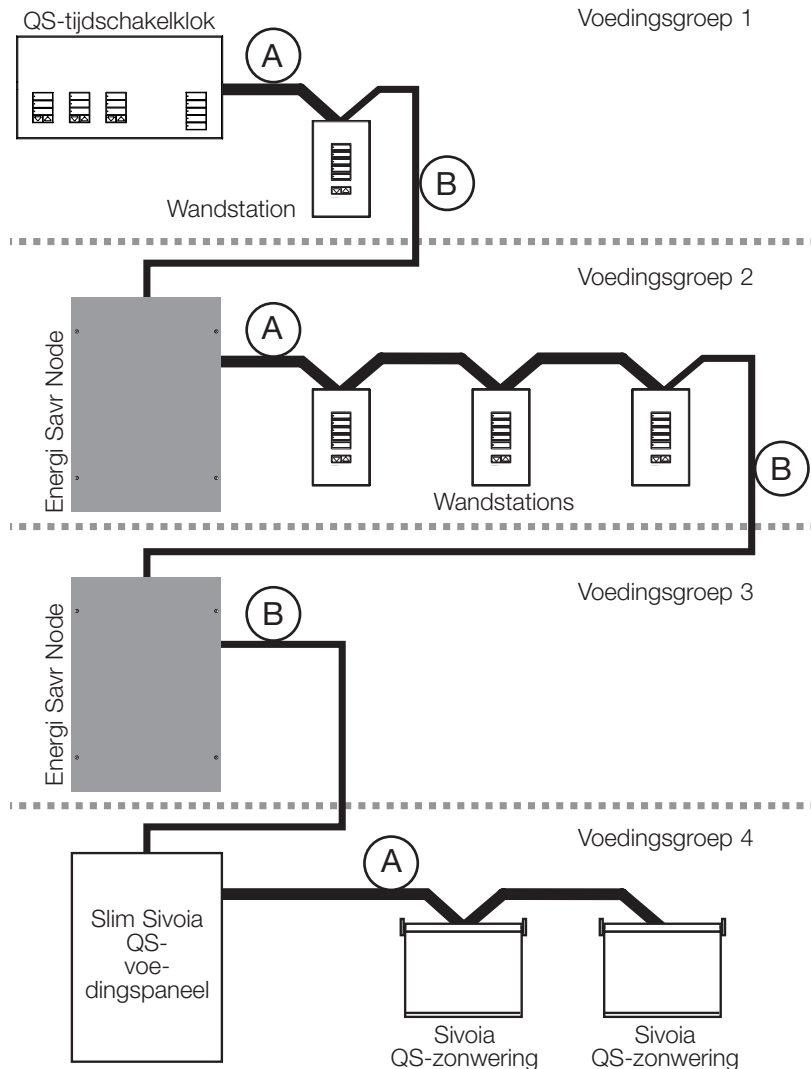 QS-tijdschakelklok
Voedingsgroep 1
A
B
Wandstation
Voedingsgroep 2
A
Energi Savr Node
B
Wandstations
Voedingsgroep 3
B
Energi Savr Node
Voedingsgroep 4
A
Slim Sivoia
QS-
voe-
dingspaneel
Sivoia
QS-zonwering
Sivoia
QS-zonwering